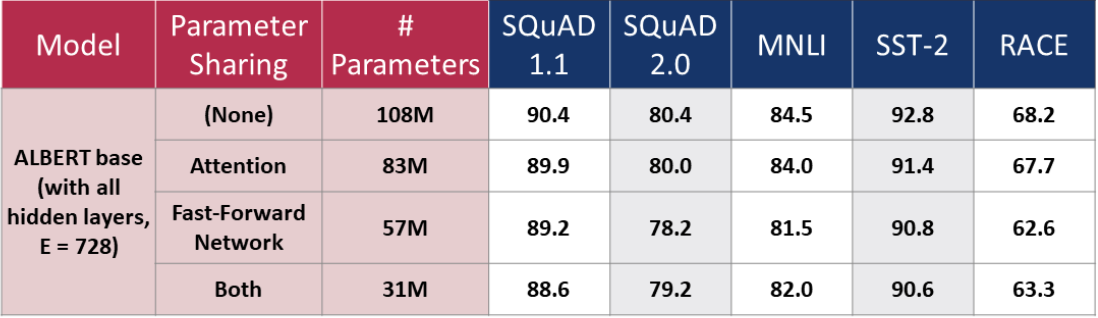 Model Parameter Sharing # Parameters SQuAD 1.1 SQuAD 2.0 MNLI SST-2 RACE
ALBERT base (with all hidden layers, E = 728)
(None) 108M 90.4 80.4 84.5 92.8 68.2
Attention 83M 89.9 80.0 84.0 91.4 67.7
Fast-Forward Network 57M 89.2 78.2 81.5 90.8 62.6
Both 31M 88.6 79.2 82.0 90.6 63.3